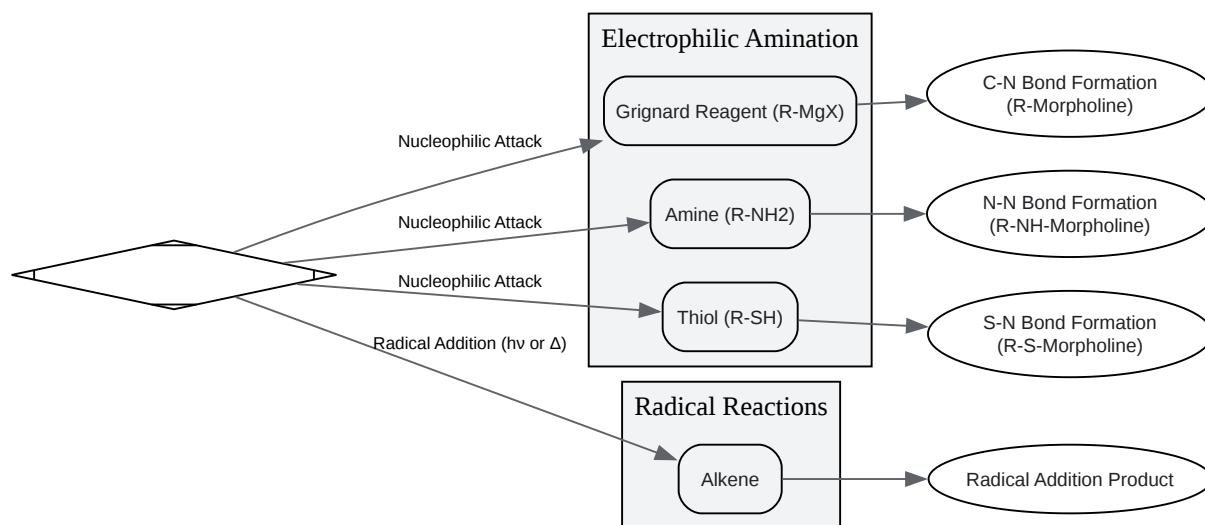 Electrophilic Amination
Grignard Reagent (R-MgX)
C-N Bond Formation
(R-Morpholine)
Nucleophilic Attack
Amine (R-NH2)
N-N Bond Formation
(R-NH-Morpholine)
Nucleophilic Attack
Nucleophilic Attack
Thiol (R-SH)
S-N Bond Formation
(R-S-Morpholine)
Radical Addition (hν or Δ)
Radical Reactions
Alkene
Radical Addition Product